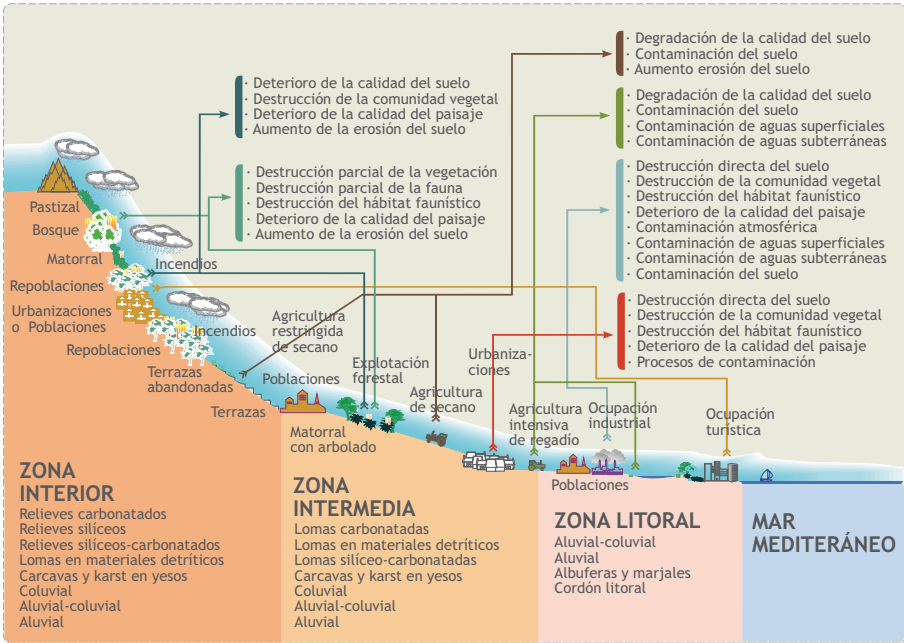 · Degradación de la calidad del suelo
· Contaminación del suelo
· Aumento erosión del suelo
· Deterioro de la calidad del suelo
· Destrucción de la comunidad vegetal
· Deterioro de la calidad del paisaje
· Aumento de la erosión del suelo
· Degradación de la calidad del suelo
· Contaminación del suelo
· Contaminación de aguas superficiales
· Contaminación de aguas subterráneas
· Destrucción parcial de la vegetación
· Destrucción parcial de la fauna
· Destrucción del hábitat faunístico
· Deterioro de la calidad del paisaje
· Aumento de la erosión del suelo
· Destrucción directa del suelo
· Destrucción de la comunidad vegetal
· Destrucción del hábitat faunístico
· Deterioro de la calidad del paisaje
· Contaminación atmosférica
· Contaminación de aguas superficiales
· Contaminación de aguas subterráneas
· Contaminación del suelo
· Destrucción directa del suelo
· Destrucción de la comunidad vegetal
· Destrucción del hábitat faunístico
· Deterioro de la calidad del paisaje
· Procesos de contaminación
Pastizal
Bosque
Matorral
Incendios
Repoblaciones
Urbanizaciones
o Poblaciones
Incendios
Repoblaciones
Terrazas
abandonadas
Terrazas
Agricultura
restringida
de secano
Poblaciones
Explotación
forestal
Matorral
con arbolado
Agricultura
de secano
Urbaniza-
ciones
Agricultura
intensiva
de regadío
Ocupación
industrial
Poblaciones
Ocupación
turística
ZONA
INTERIOR
Relieves carbonatados
Relieves silíceos
Relieves silíceos-carbonatados
Lomas en materiales detríticos
Carcavas y karst en yesos
Coluvial
Aluvial-coluvial
Aluvial
ZONA
INTERMEDIA
Lomas carbonatadas
Lomas en materiales detríticos
Lomas silíceo-carbonatadas
Carcavas y karst en yesos
Coluvial
Aluvial-coluvial
Aluvial
ZONA LITORAL
Aluvial-coluvial
Aluvial
Albuferas y marjales
Cordón litoral
MAR
MEDITERÁNEO